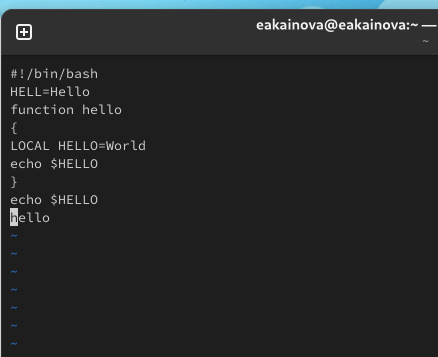 eakainova@eakainova:~ —
~
#!/bin/bash
HELL=Hello
function hello
{
LOCAL HELLO=World
echo $HELLO
}
echo $HELLO
hello
~
~
~
~
~
~
~